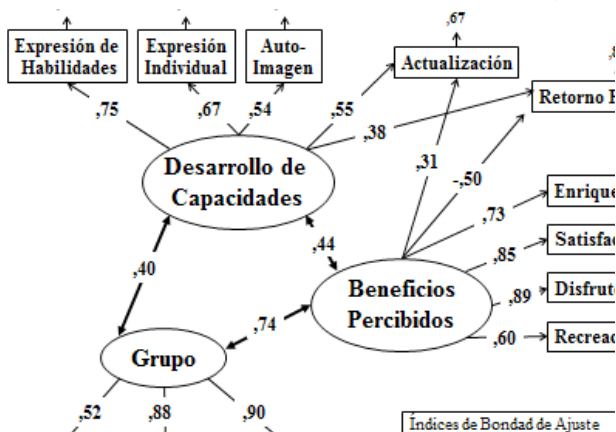 ,67
Expresión de
Habilidades
Expresión
Individual
Auto-
Imagen
Actualización
Retorno
,75
,67
,54
,55
,38
,31
-,50
Desarrollo de
Capacidades
,73
,85
,44
,40
,89
Beneficios
Percibidos
,74
,60
Grupo
,52
,88
,90
Índices de Bondad de Ajuste